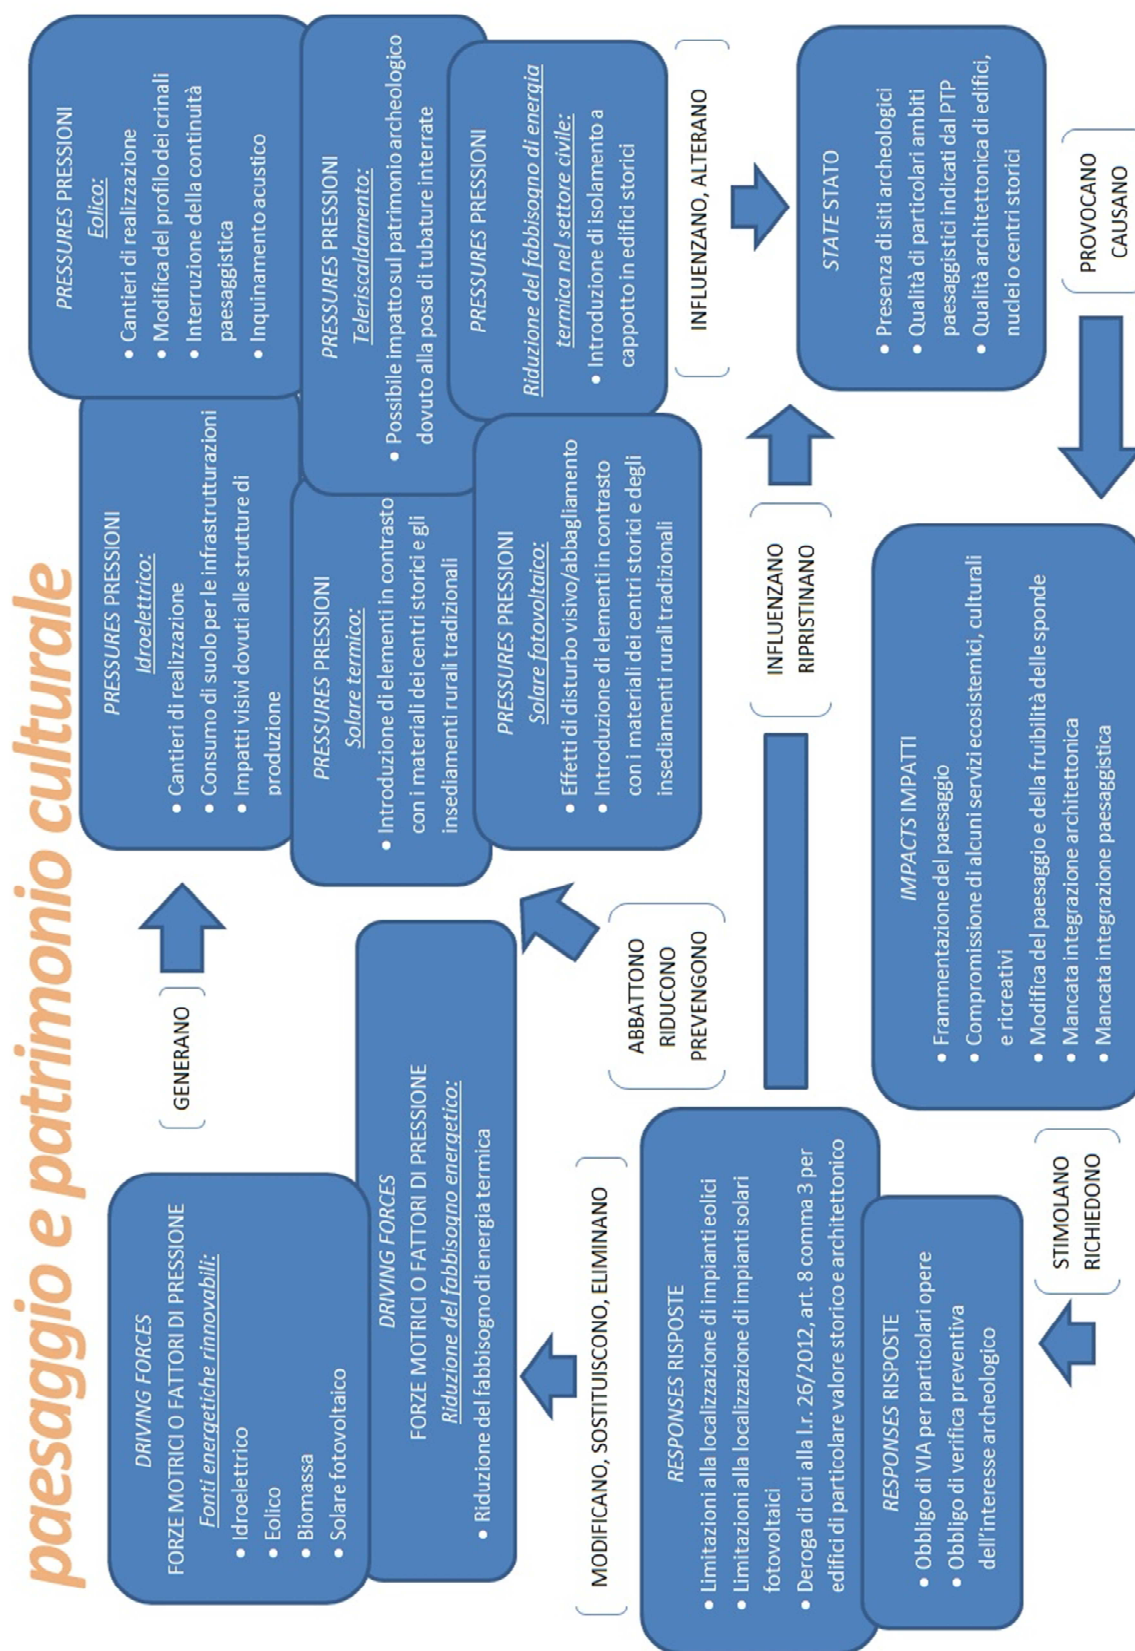 paesaggio e patrimonio culturale
DRIVING FORCES
FORZE MOTRICI O FATTORI DI PRESSIONE
Fonti energetiche rinnovabili:
• Idroelettrico
• Eolico
• Biomassa
• Solare fotovoltaico
DRIVING FORCES
FORZE MOTRICI O FATTORI DI PRESSIONE
Riduzione del fabbisogno energetico:
• Riduzione del fabbisogno di energia termica
GENERANO
PRESSURES PRESSIONI
Idroelettrico:
• Cantieri di realizzazione
• Consumo di suolo per le infrastrutturazioni
• Impatti visivi dovuti alle strutture di
produzione
PRESSURES PRESSIONI
Eolico:
• Cantieri di realizzazione
• Modifica del profilo dei crinali
• Interruzione della continuità
paesaggistica
• Inquinamento acustico
PRESSURES PRESSIONI
Solare termico:
• Introduzione di elementi in contrasto
con i materiali dei centri storici e gli
insediamenti rurali tradizionali
PRESSURES PRESSIONI
Teleriscaldamento:
• Possibile impatto sul patrimonio archeologico
dovuto alla posa di tubature interrate
PRESSURES PRESSIONI
Solare fotovoltaico:
• Effetti di disturbo visivo/abbagliamento
• Introduzione di elementi in contrasto
con i materiali dei centri storici e degli
insediamenti rurali tradizionali
PRESSURES PRESSIONI
Riduzione del fabbisogno di energia
termica nel settore civile:
• Introduzione di isolamento a
cappotto in edifici storici
MODIFICANO, SOSTITUISCONO, ELIMINANO
ABBATTONO
RIDUCONO
PREVENGONO
INFLUENZANO, ALTERANO
RESPONSES RISPOSTE
• Limitazioni alla localizzazione di impianti eolici
• Limitazioni alla localizzazione di impianti solari
fotovoltaici
• Deroga di cui alla l.r. 26/2012, art. 8 comma 3 per
edifici di particolare valore storico e architettonico
RESPONSES RISPOSTE
• Obbligo di VIA per particolari opere
• Obbligo di verifica preventiva
dell'interesse archeologico
INFLUENZANO
RIPRISTINANO
STATE STATO
• Presenza di siti archeologici
• Qualità di particolari ambiti
paesaggistici indicati dal PTP
• Qualità architettonica di edifici,
nuclei o centri storici
IMPACTS IMPATTI
• Frammentazione del paesaggio
• Compromissione di alcuni servizi ecosistemici, culturali
e ricreativi
• Modifica del paesaggio e della fruibilità delle sponde
• Mancata integrazione architettonica
• Mancata integrazione paesaggistica
STIMOLANO
RICHIEDONO
PROVOCANO
CAUSANO